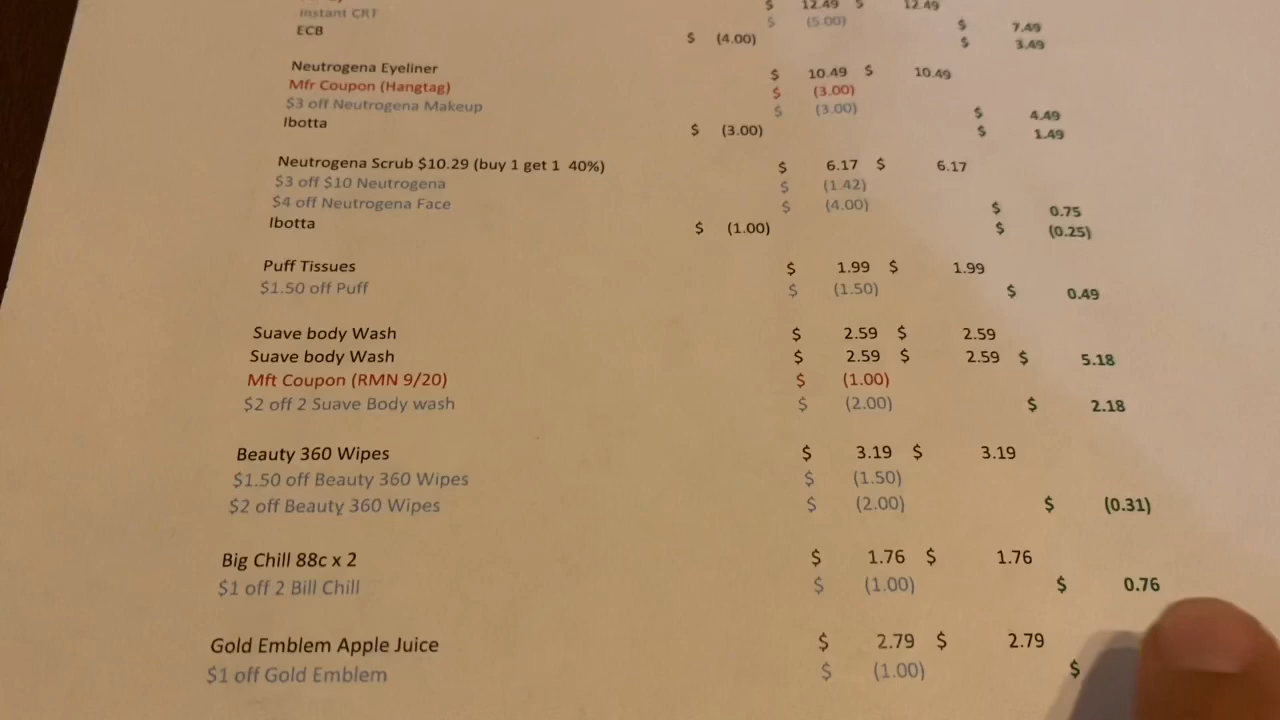 $ 12.49 $ 12.49
Instant CRT $ (5.00) $ 7.49
ECB $ (4.00) $ 3.49
Neutrogena Eyeliner $ 10.49 $ 10.49
Mfr Coupon (Hangtag) $ (3.00)
$3 off Neutrogena Makeup $ (3.00) $ 4.49
Ibotta $ (3.00) $ 1.49
Neutrogena Scrub $10.29 (buy 1 get 1 40%) $ 6.17 $ 6.17
$3 off $10 Neutrogena $ (1.42)
$4 off Neutrogena Face $ (4.00) $ 0.75
Ibotta $ (1.00) $ (0.25)
Puff Tissues $ 1.99 $ 1.99
$1.50 off Puff $ (1.50) $ 0.49
Suave body Wash $ 2.59 $ 2.59
Suave body Wash $ 2.59 $ 2.59 $ 5.18
Mft Coupon (RMN 9/20) $ (1.00)
$2 off 2 Suave Body wash $ (2.00) $ 2.18
Beauty 360 Wipes $ 3.19 $ 3.19
$1.50 off Beauty 360 Wipes $ (1.50)
$2 off Beauty 360 Wipes $ (2.00) $ (0.31)
Big Chill 88c x 2 $ 1.76 $ 1.76
$1 off 2 Bill Chill $ (1.00) $ 0.76
Gold Emblem Apple Juice $ 2.79 $ 2.79
$1 off Gold Emblem $ (1.00) $